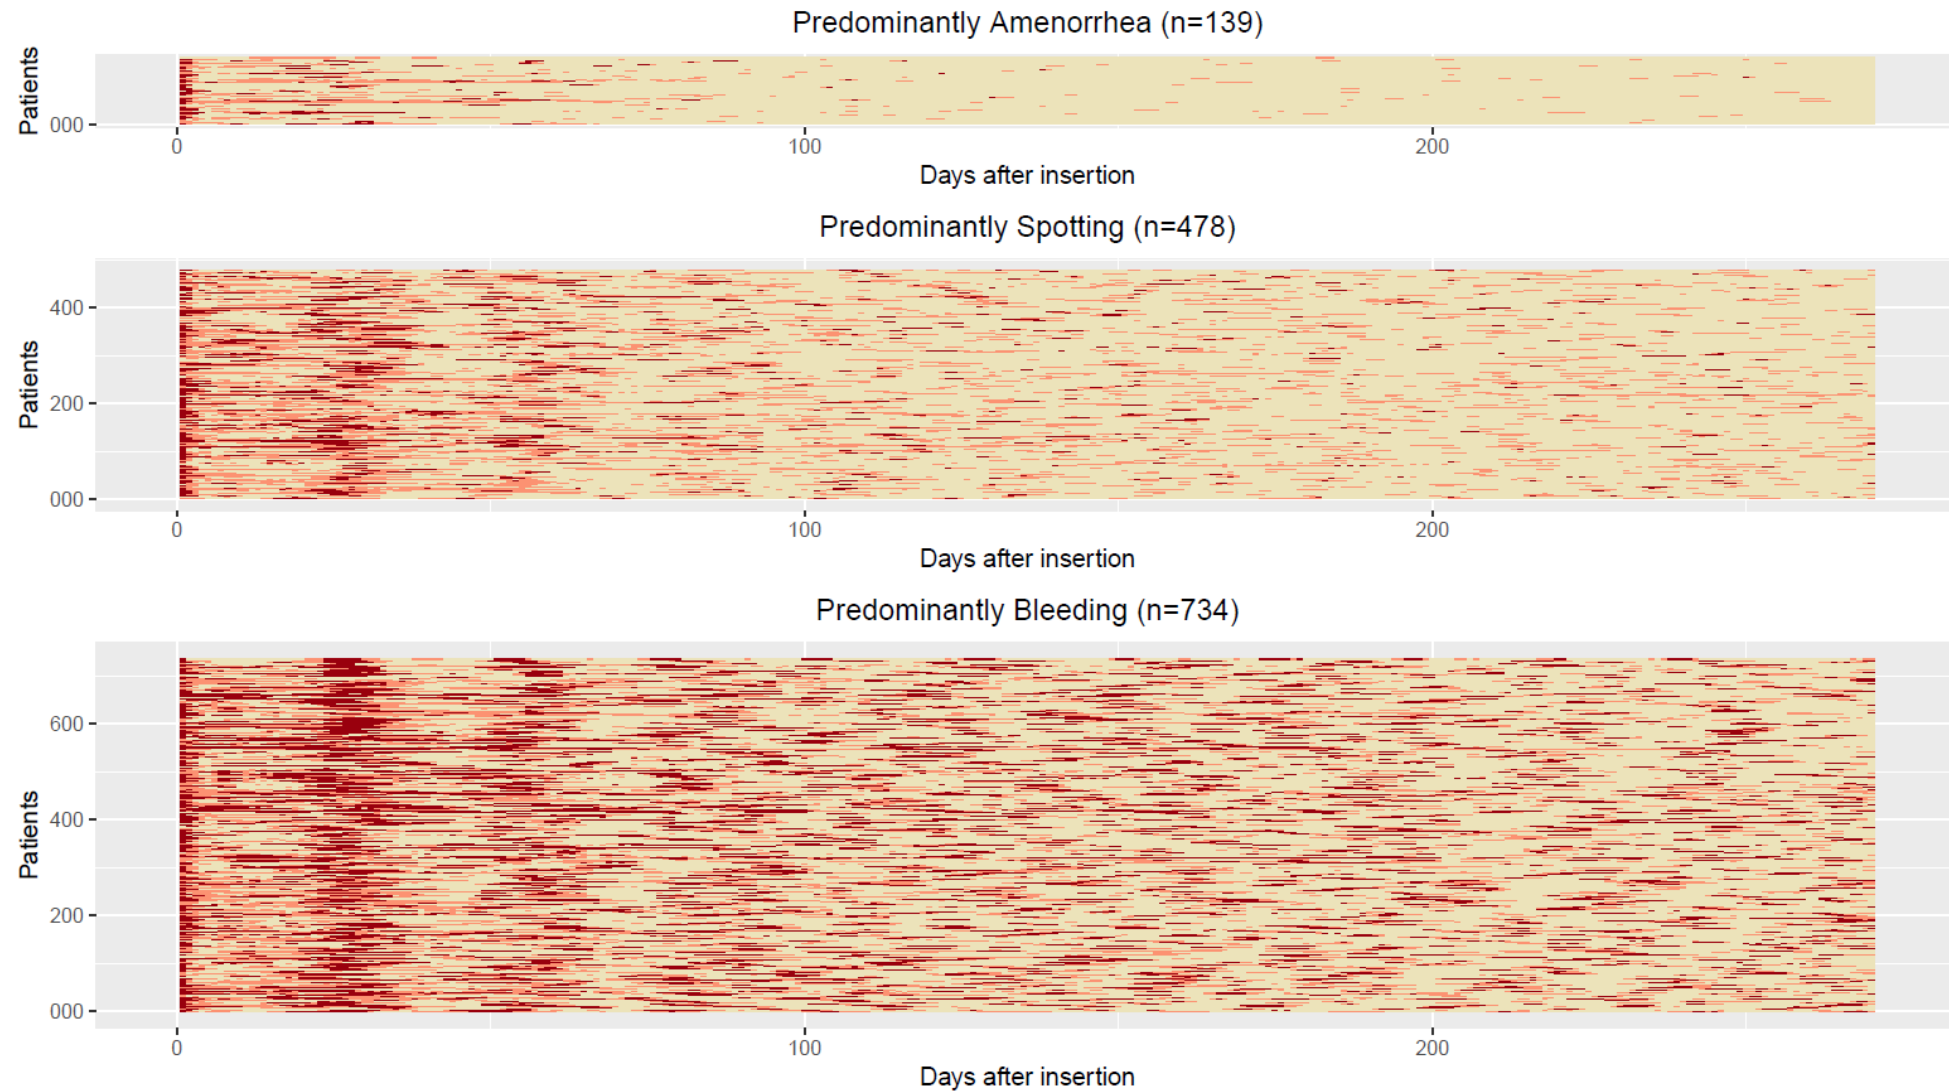 Predominantly Amenorrhea (n=139)
Patients
000
0 100 200
Days after insertion
Predominantly Spotting (n=478)
Patients
400
200
000
0 100 200
Days after insertion
Predominantly Bleeding (n=734)
Patients
600
400
200
000
0 100 200
Days after insertion